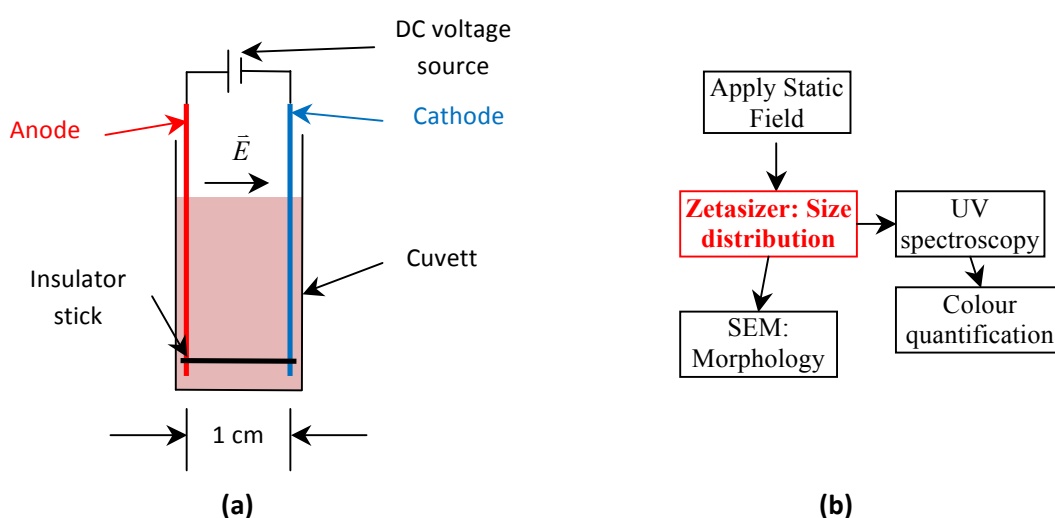 DC voltage
source
Anode
Cathode
E
Insulator
stick
Cuvett
1 cm
(a)
Apply Static
Field
Zetasizer: Size
distribution
UV
spectroscopy
SEM:
Morphology
Colour
quantification
(b)